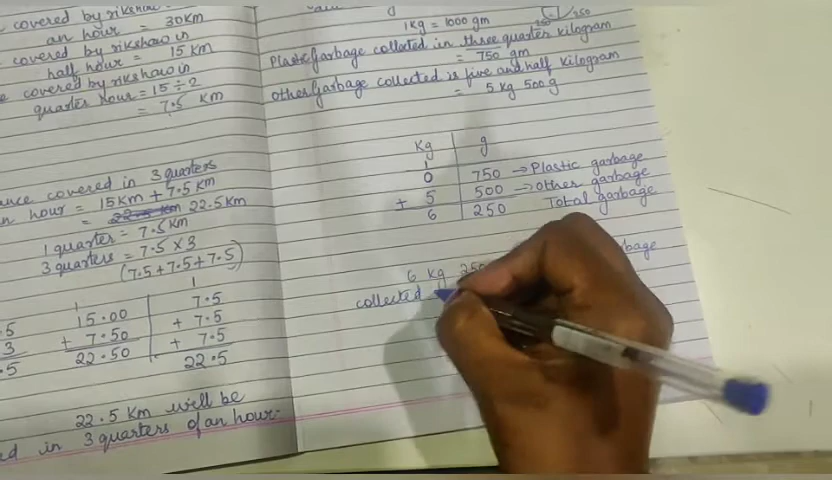 covered by rikshaw
an hour = 30KM
covered by rikshaw in
half hour = 15 KM
covered by rikshaw in
quarter hour = 15 ÷ 2
= 7.5 KM
covered in 3 quarters
hour = 15KM + 7.5 KM
= 22.5 KM
1 quarter = 7.5 KM
3 quarters = 7.5 × 3
(7.5 + 7.5 + 7.5)
1
15.00
+ 7.50
22.50
1
7.5
+ 7.5
+ 7.5
22.5
22.5 KM will be
in 3 quarters of an hour.
1 Kg = 1000 gm
250
250
Plastic Garbage collected in three quarter kilogram
= 750 gm
Other Garbage collected is five and half kilogram
= 5 Kg 500 g
Kg g
1
0 750 → Plastic garbage
+ 5 500 → other garbage
6 250 Total garbage
6 Kg 250
collected